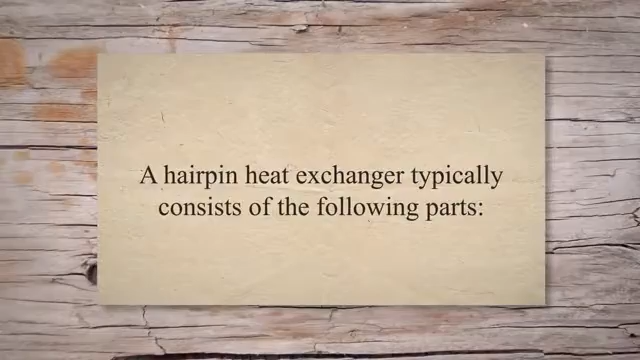 A hairpin heat exchanger typically
consists of the following parts: